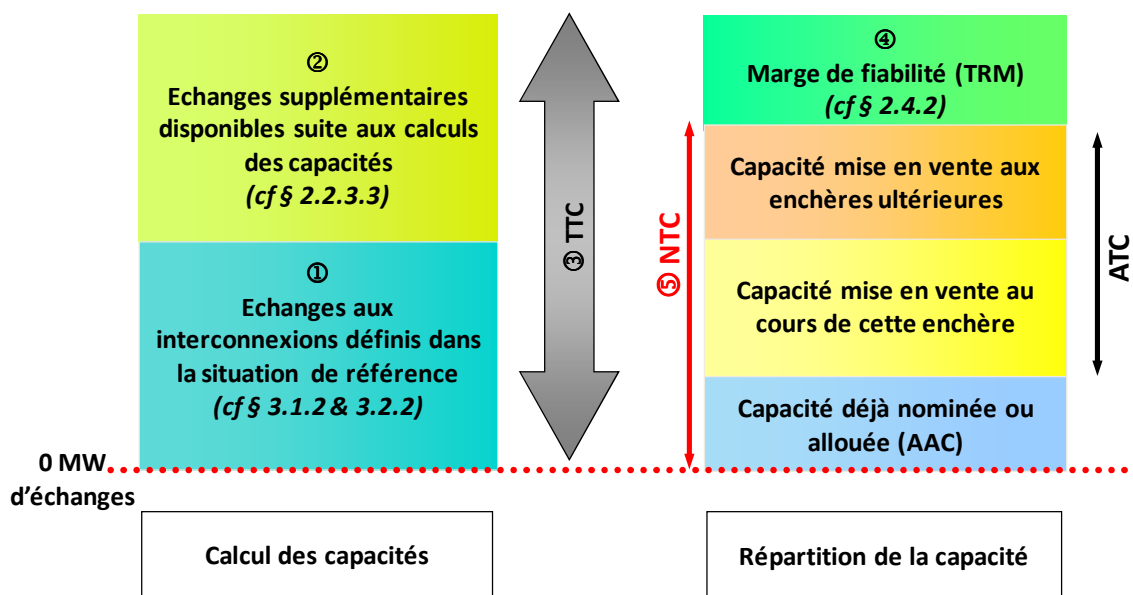 ②
Echanges supplémentaires
disponibles suite aux calculs
des capacités
(cf § 2.2.3.3)
①
Echanges aux
interconnexions définis dans
la situation de référence
(cf § 3.1.2 & 3.2.2)
③ TTC
⑤ NTC
④
Marge de fiabilité (TRM)
(cf § 2.4.2)
Capacité mise en vente aux
enchères ultérieures
Capacité mise en vente au
cours de cette enchère
Capacité déjà nominée ou
allouée (AAC)
ATC
0 MW
d'échanges
Calcul des capacités
Répartition de la capacité